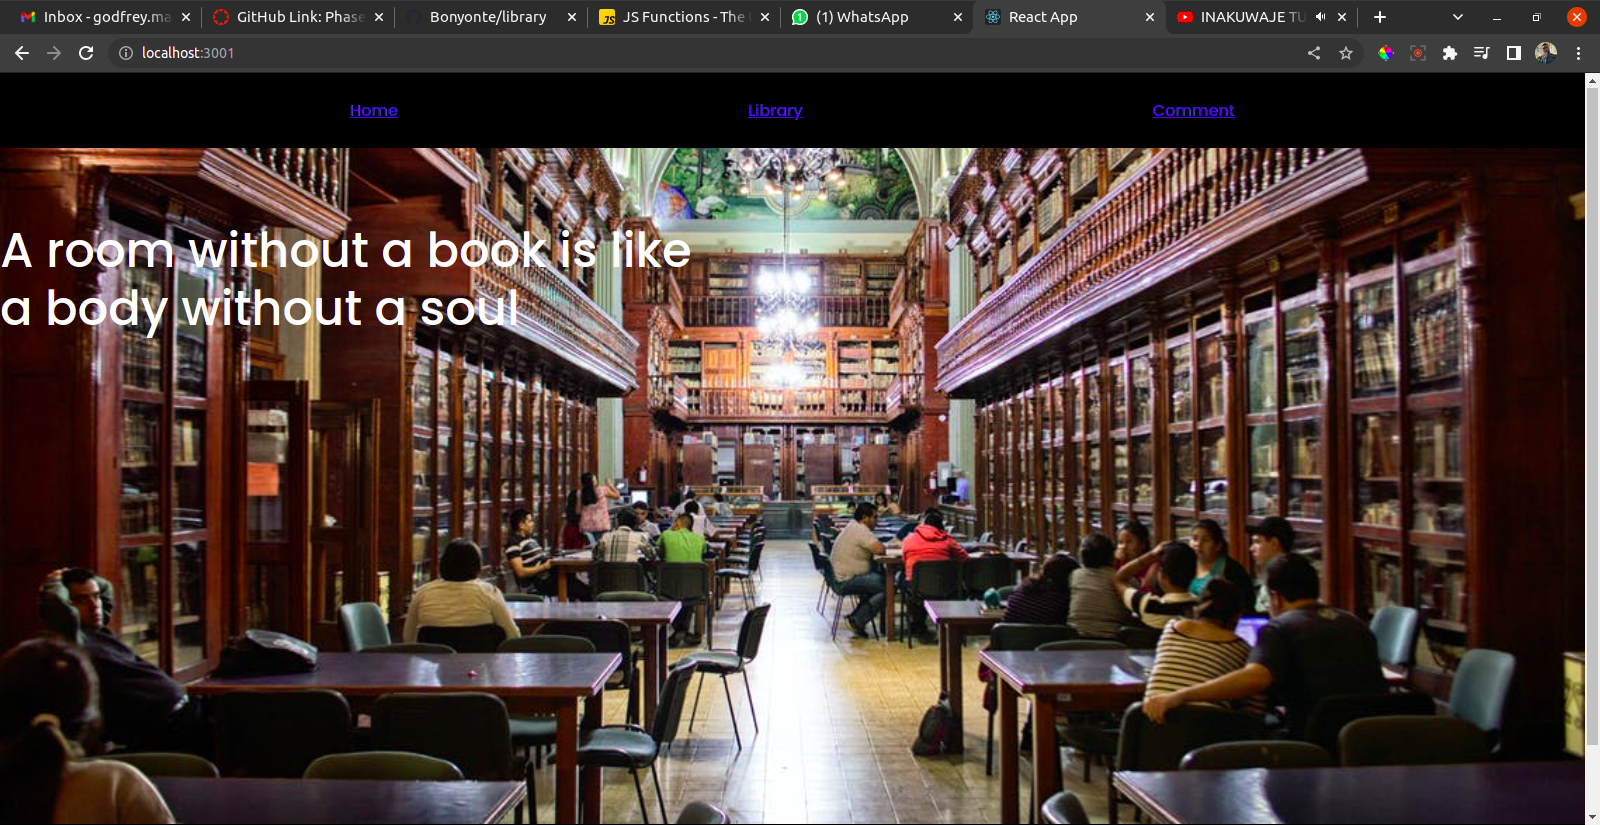 Inbox - godfrey.ma
GitHub Link: Phase
Bonyonte/library
JS Functions - The
(1) WhatsApp
React App
INAKUWAJE TU
localhost:3001
Home
Library
Comment
A room without a book is like
a body without a soul